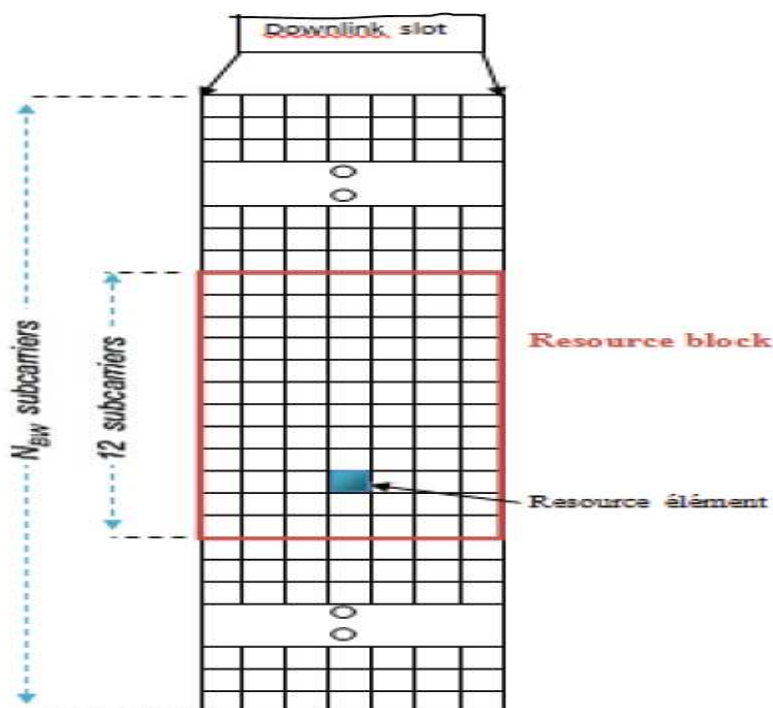 Downlink slot
N_BW subcarriers
12 subcarriers
Resource block
Resource élément